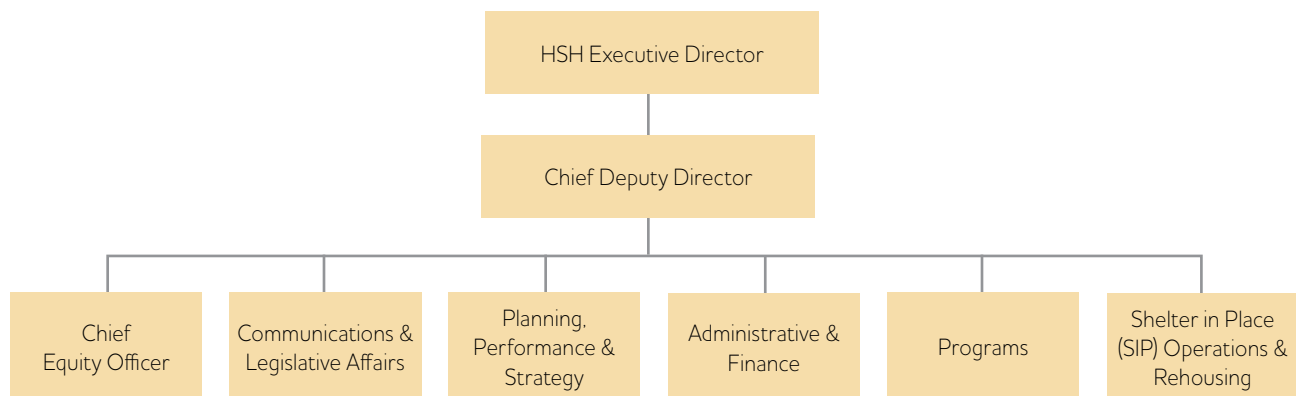 HSH Executive Director
Chief Deputy Director
Chief
Equity Officer
Communications &
Legislative Affairs
Planning,
Performance &
Strategy
Administrative &
Finance
Programs
Shelter in Place
(SIP) Operations &
Rehousing